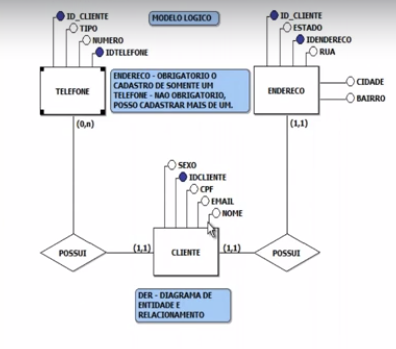 ID_CLIENTE
MODELO LOGICO
ID_CLIENTE
TIPO
ESTADO
NUMERO
IDENDERECO
IDTELEFONE
RUA
TELEFONE
ENDERECO - OBRIGATORIO O
CADASTRO DE SOMENTE UM
TELEFONE - NAO OBRIGATORIO,
POSSO CADASTRAR MAIS DE UM.
ENDERECO
CIDADE
BAIRRO
(0,n)
(1,1)
SEXO
IDCLIENTE
CPF
EMAIL
NOME
POSSUI
(1,1)
CLIENTE
(1,1)
POSSUI
DER - DIAGRAMA DE
ENTIDADE E
RELACIONAMENTO